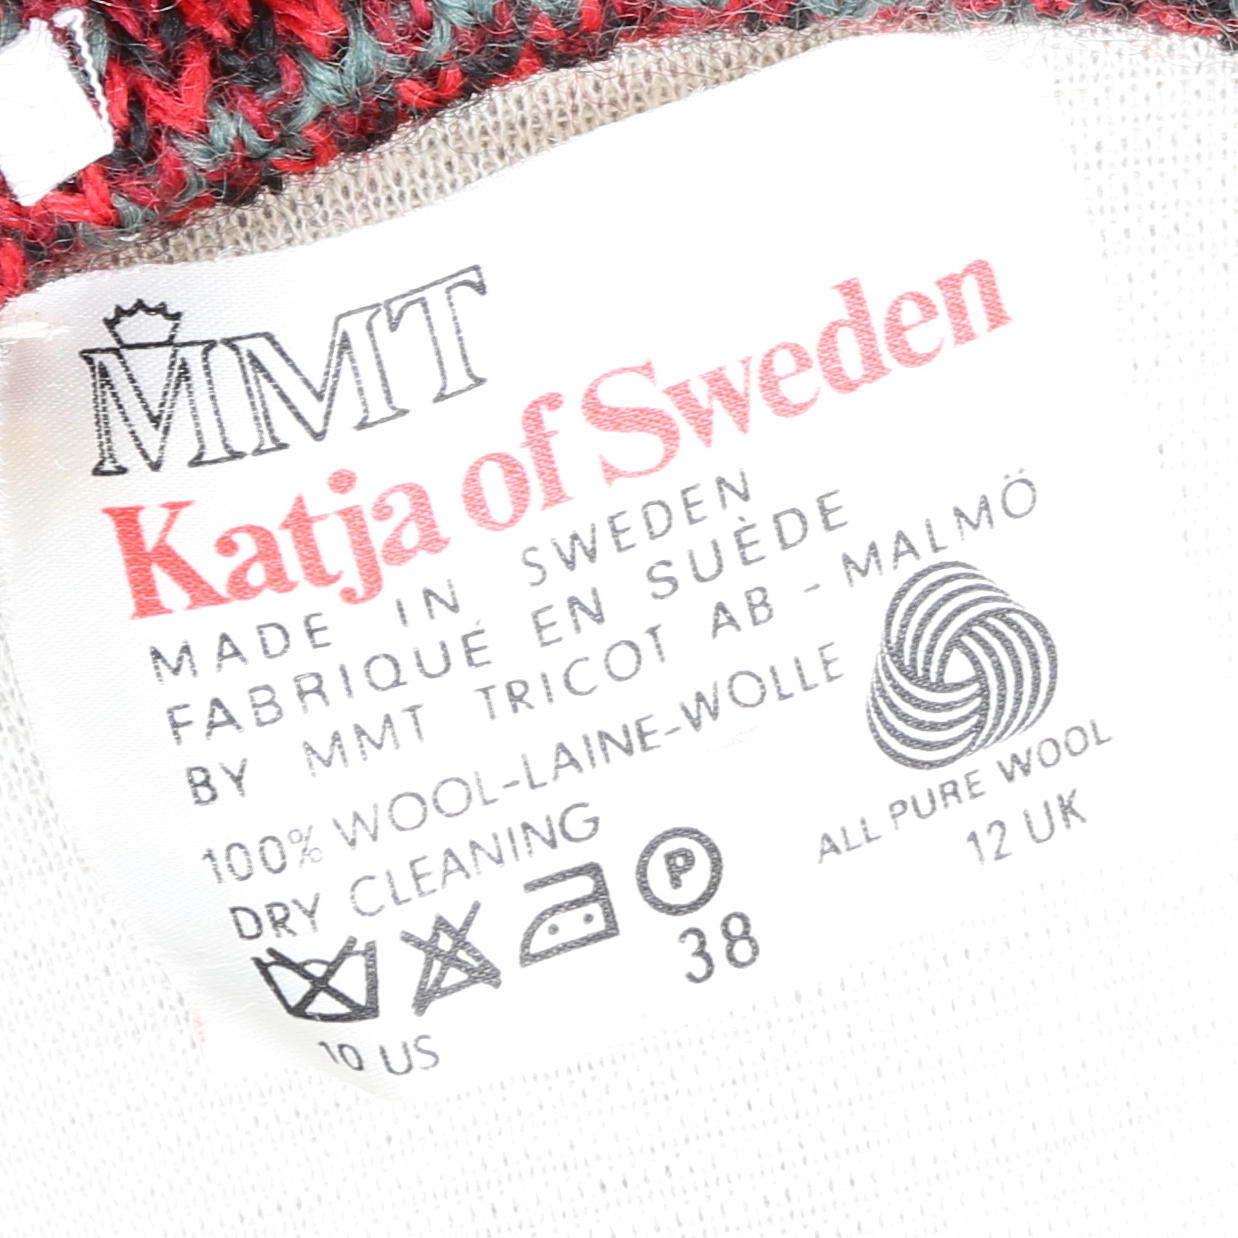 MMT
Katja of Sweden
MADE IN SWEDEN
FABRIQUÉ EN SUÈDE
BY MMT TRICOT AB - MALMÖ
100% WOOL-LAINE-WOLLE
DRY CLEANING
P
38
10 US
ALL PURE WOOL
12 UK